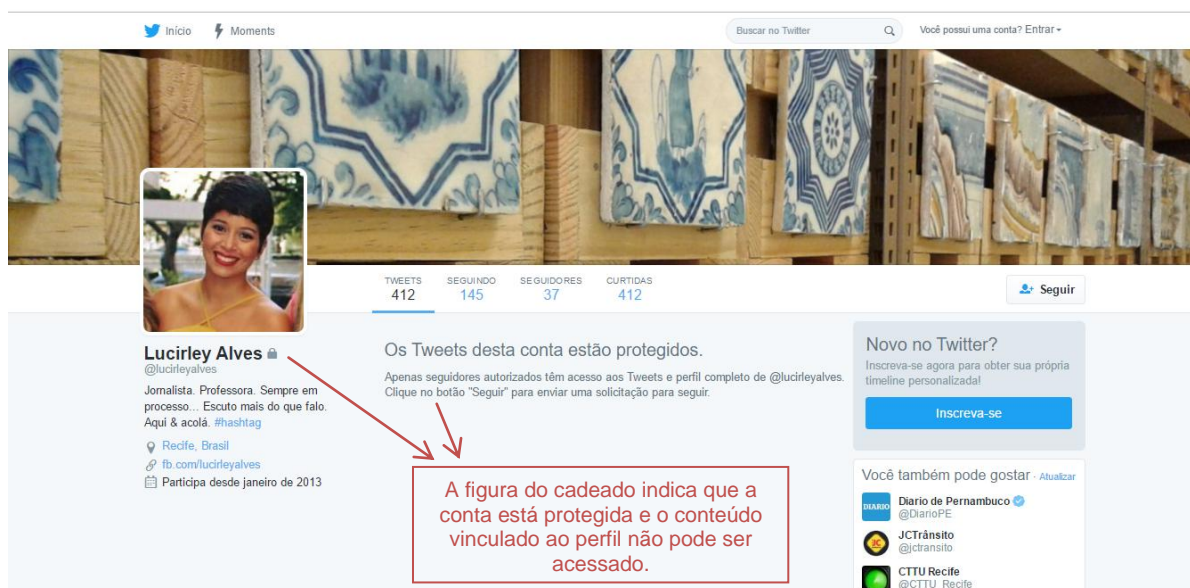 Início Moments Buscar no Twitter Você possui uma conta? Entrar
TWEETS SEGUINDO SEGUIDORES CURTIDAS
412 145 37 412
Seguir
Lucirley Alves
@lucirleyalves
Jornalista. Professora. Sempre em
processo... Escuto mais do que falo.
Aquí & acolá. #hashtag
Recife, Brasil
fb.com/lucirleyalves
Participa desde janeiro de 2013
Os Tweets desta conta estão protegidos.
Apenas seguidores autorizados têm acesso aos Tweets e perfil completo de @lucirleyalves.
Clique no botão "Seguir" para enviar uma solicitação para seguir.
A figura do cadeado indica que a
conta está protegida e o conteúdo
vinculado ao perfil não pode ser
acessado.
Novo no Twitter?
Inscreva-se agora para obter sua própria
timeline personalizada!
Inscreva-se
Você também pode gostar · Atualizar
DIARIO
Diario de Pernambuco
@DiarioPE
JC
JCTrânsito
@jctransito
CTTU Recife
@CTTU_Recife